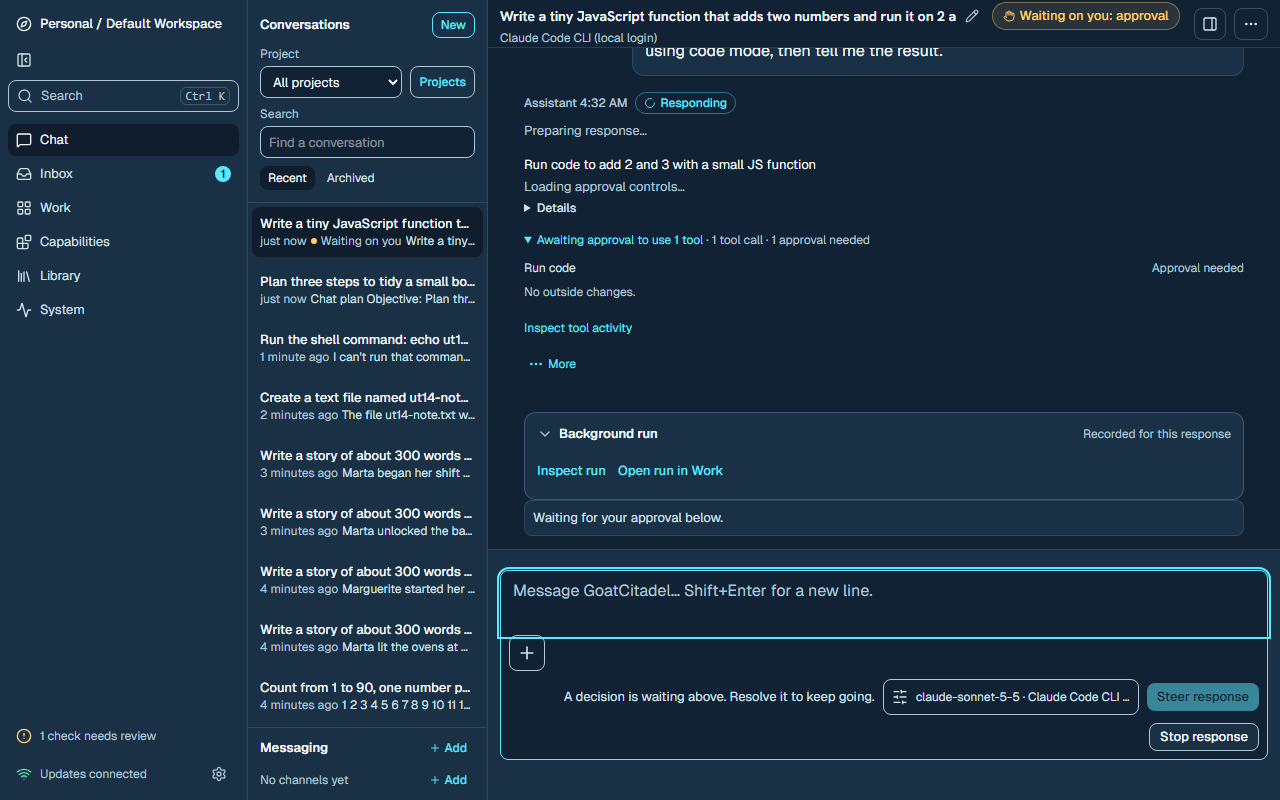 Personal / Default Workspace
Search
Ctrl K
Chat
Inbox
1
Work
Capabilities
Library
System
1 check needs review
Updates connected
Conversations
New
Project
All projects
Projects
Search
Find a conversation
Recent
Archived
Write a tiny JavaScript function t...
just now Waiting on you Write a tiny...
Plan three steps to tidy a small bo...
just now Chat plan Objective: Plan thr...
Run the shell command: echo ut1...
1 minute ago I can't run that comman...
Create a text file named ut14-not...
2 minutes ago The file ut14-note.txt w...
Write a story of about 300 words ...
3 minutes ago Marta began her shift ...
Write a story of about 300 words ...
3 minutes ago Marta unlocked the ba...
Write a story of about 300 words ...
4 minutes ago Marguerite started her ...
Write a story of about 300 words ...
4 minutes ago Marta lit the ovens at ...
Count from 1 to 90, one number p...
4 minutes ago 1 2 3 4 5 6 7 8 9 10 11 1...
Messaging
+ Add
No channels yet
+ Add
Write a tiny JavaScript function that adds two numbers and run it on 2 a
Waiting on you: approval
Claude Code CLI (local login)
using code mode, then tell me the result.
Assistant 4:32 AM
Responding
Preparing response...
Run code to add 2 and 3 with a small JS function
Loading approval controls...
Details
Awaiting approval to use 1 tool · 1 tool call · 1 approval needed
Run code
Approval needed
No outside changes.
Inspect tool activity
... More
Background run
Recorded for this response
Inspect run
Open run in Work
Waiting for your approval below.
Message GoatCitadel... Shift+Enter for a new line.
A decision is waiting above. Resolve it to keep going.
claude-sonnet-5-5 · Claude Code CLI ...
Steer response
Stop response